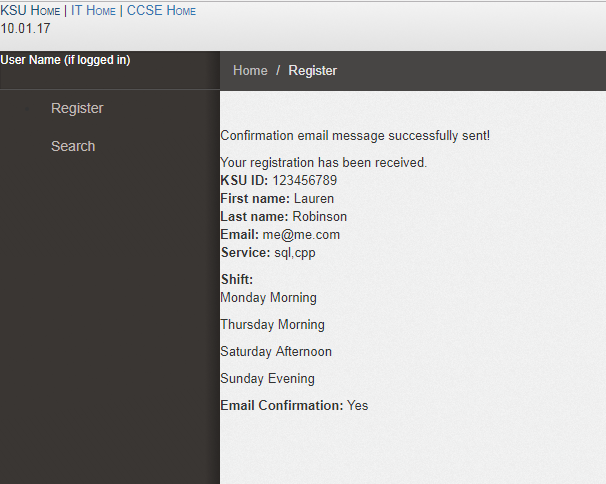 KSU Home | IT Home | CCSE Home
10.01.17
User Name (if logged in)
Home / Register
Register
Search
Confirmation email message successfully sent!
Your registration has been received.
KSU ID: 123456789
First name: Lauren
Last name: Robinson
Email: me@me.com
Service: sql,cpp
Shift:
Monday Morning
Thursday Morning
Saturday Afternoon
Sunday Evening
Email Confirmation: Yes